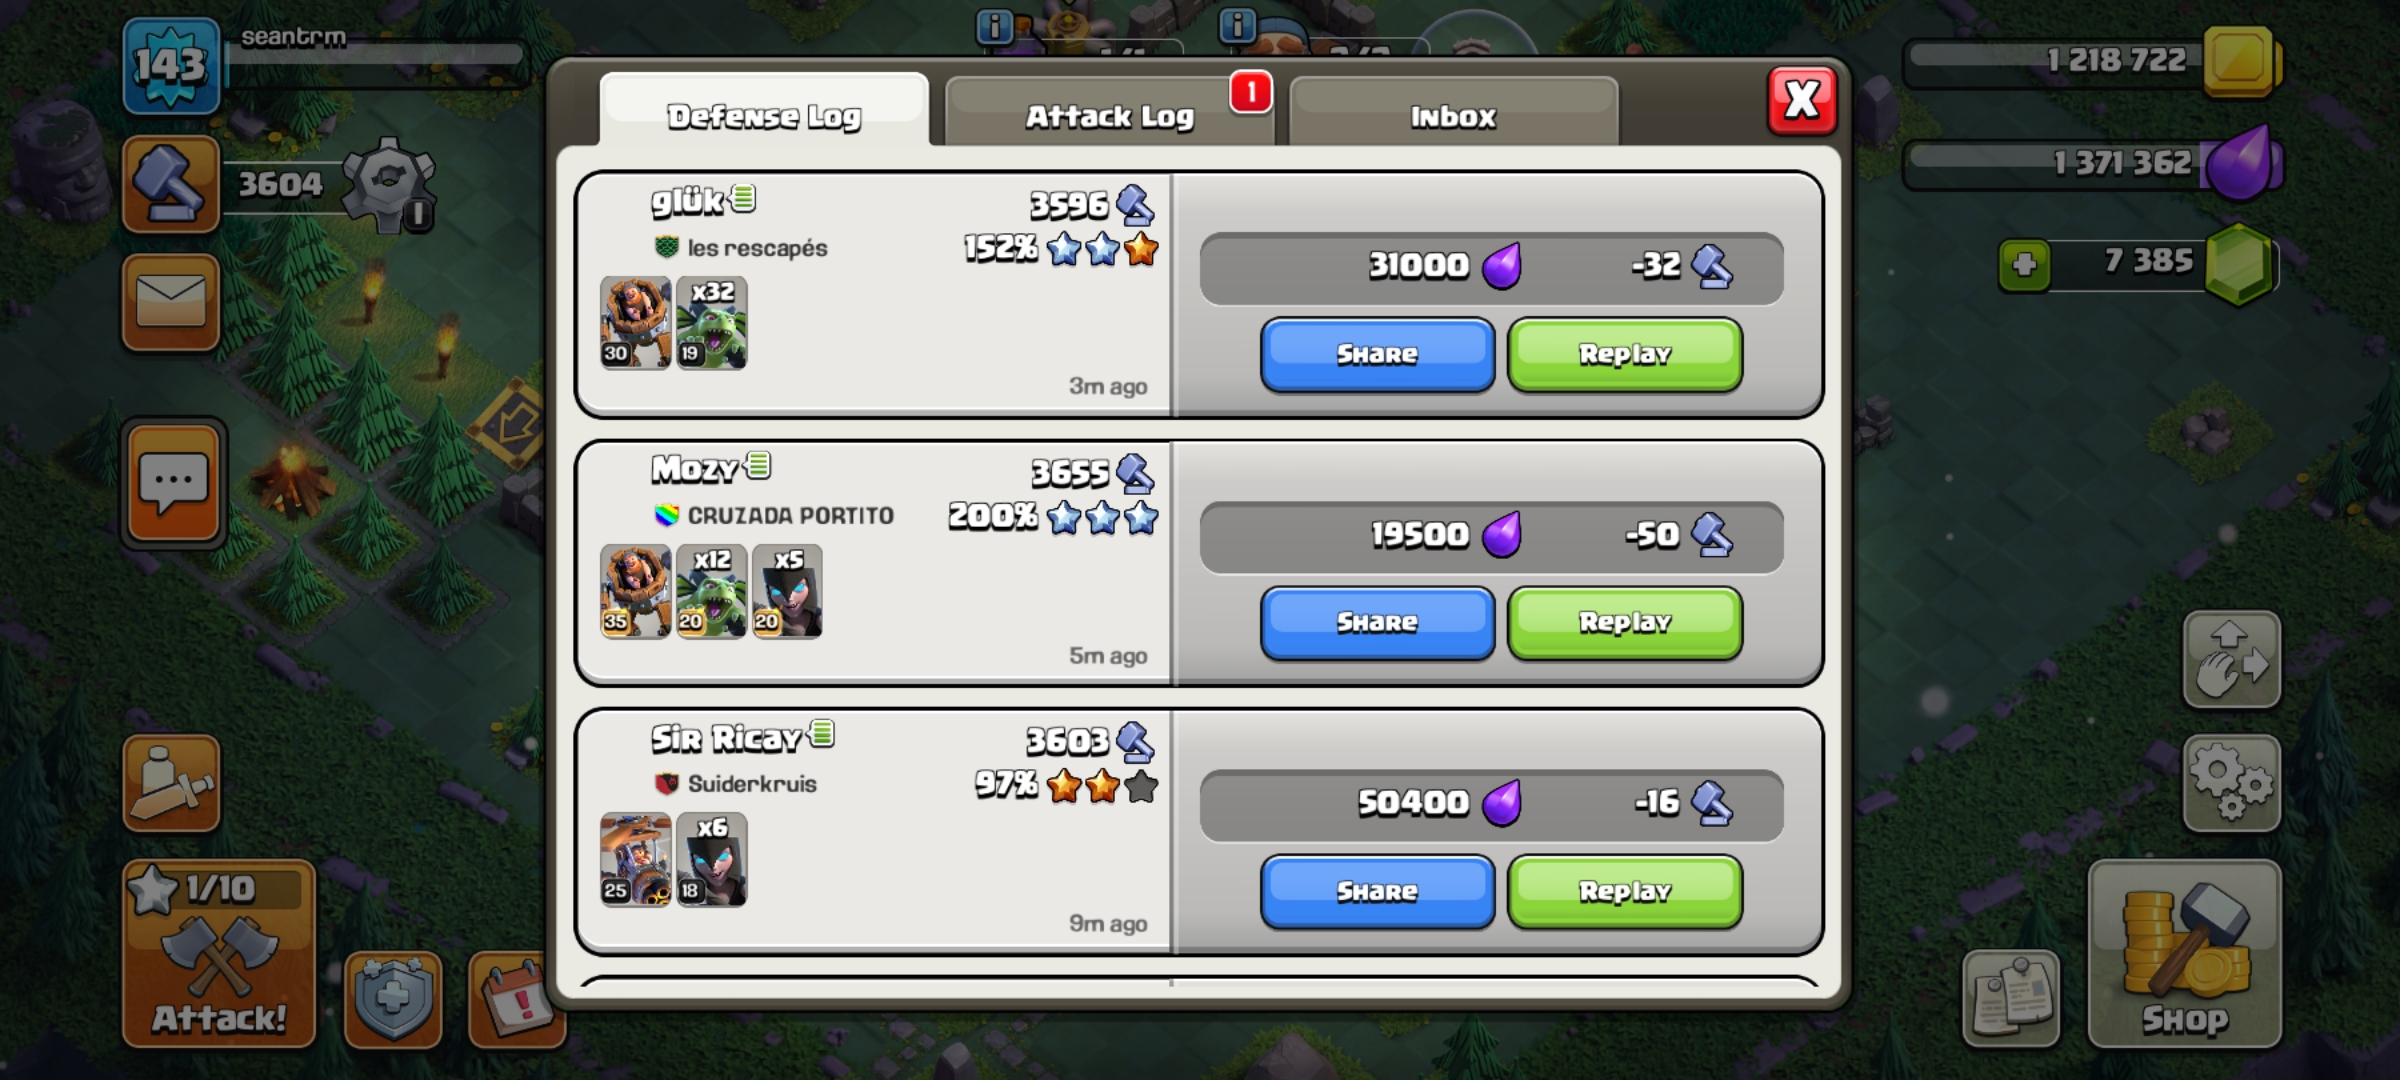 143
seantrm
3604
I
1 218 722
1 371 362
7 385
Defense Log
Attack Log
1
Inbox
X
glük
3596
les rescapés
152%
x32
30
19
3m ago
31000
-32
Share
Replay
Mozy
3655
CRUZADA PORTITO
200%
x12
x5
35
20
20
5m ago
19500
-50
Share
Replay
Sir Ricay
3603
Suiderkruis
97%
x6
25
18
9m ago
50400
-16
Share
Replay
1/10
Attack!
Shop